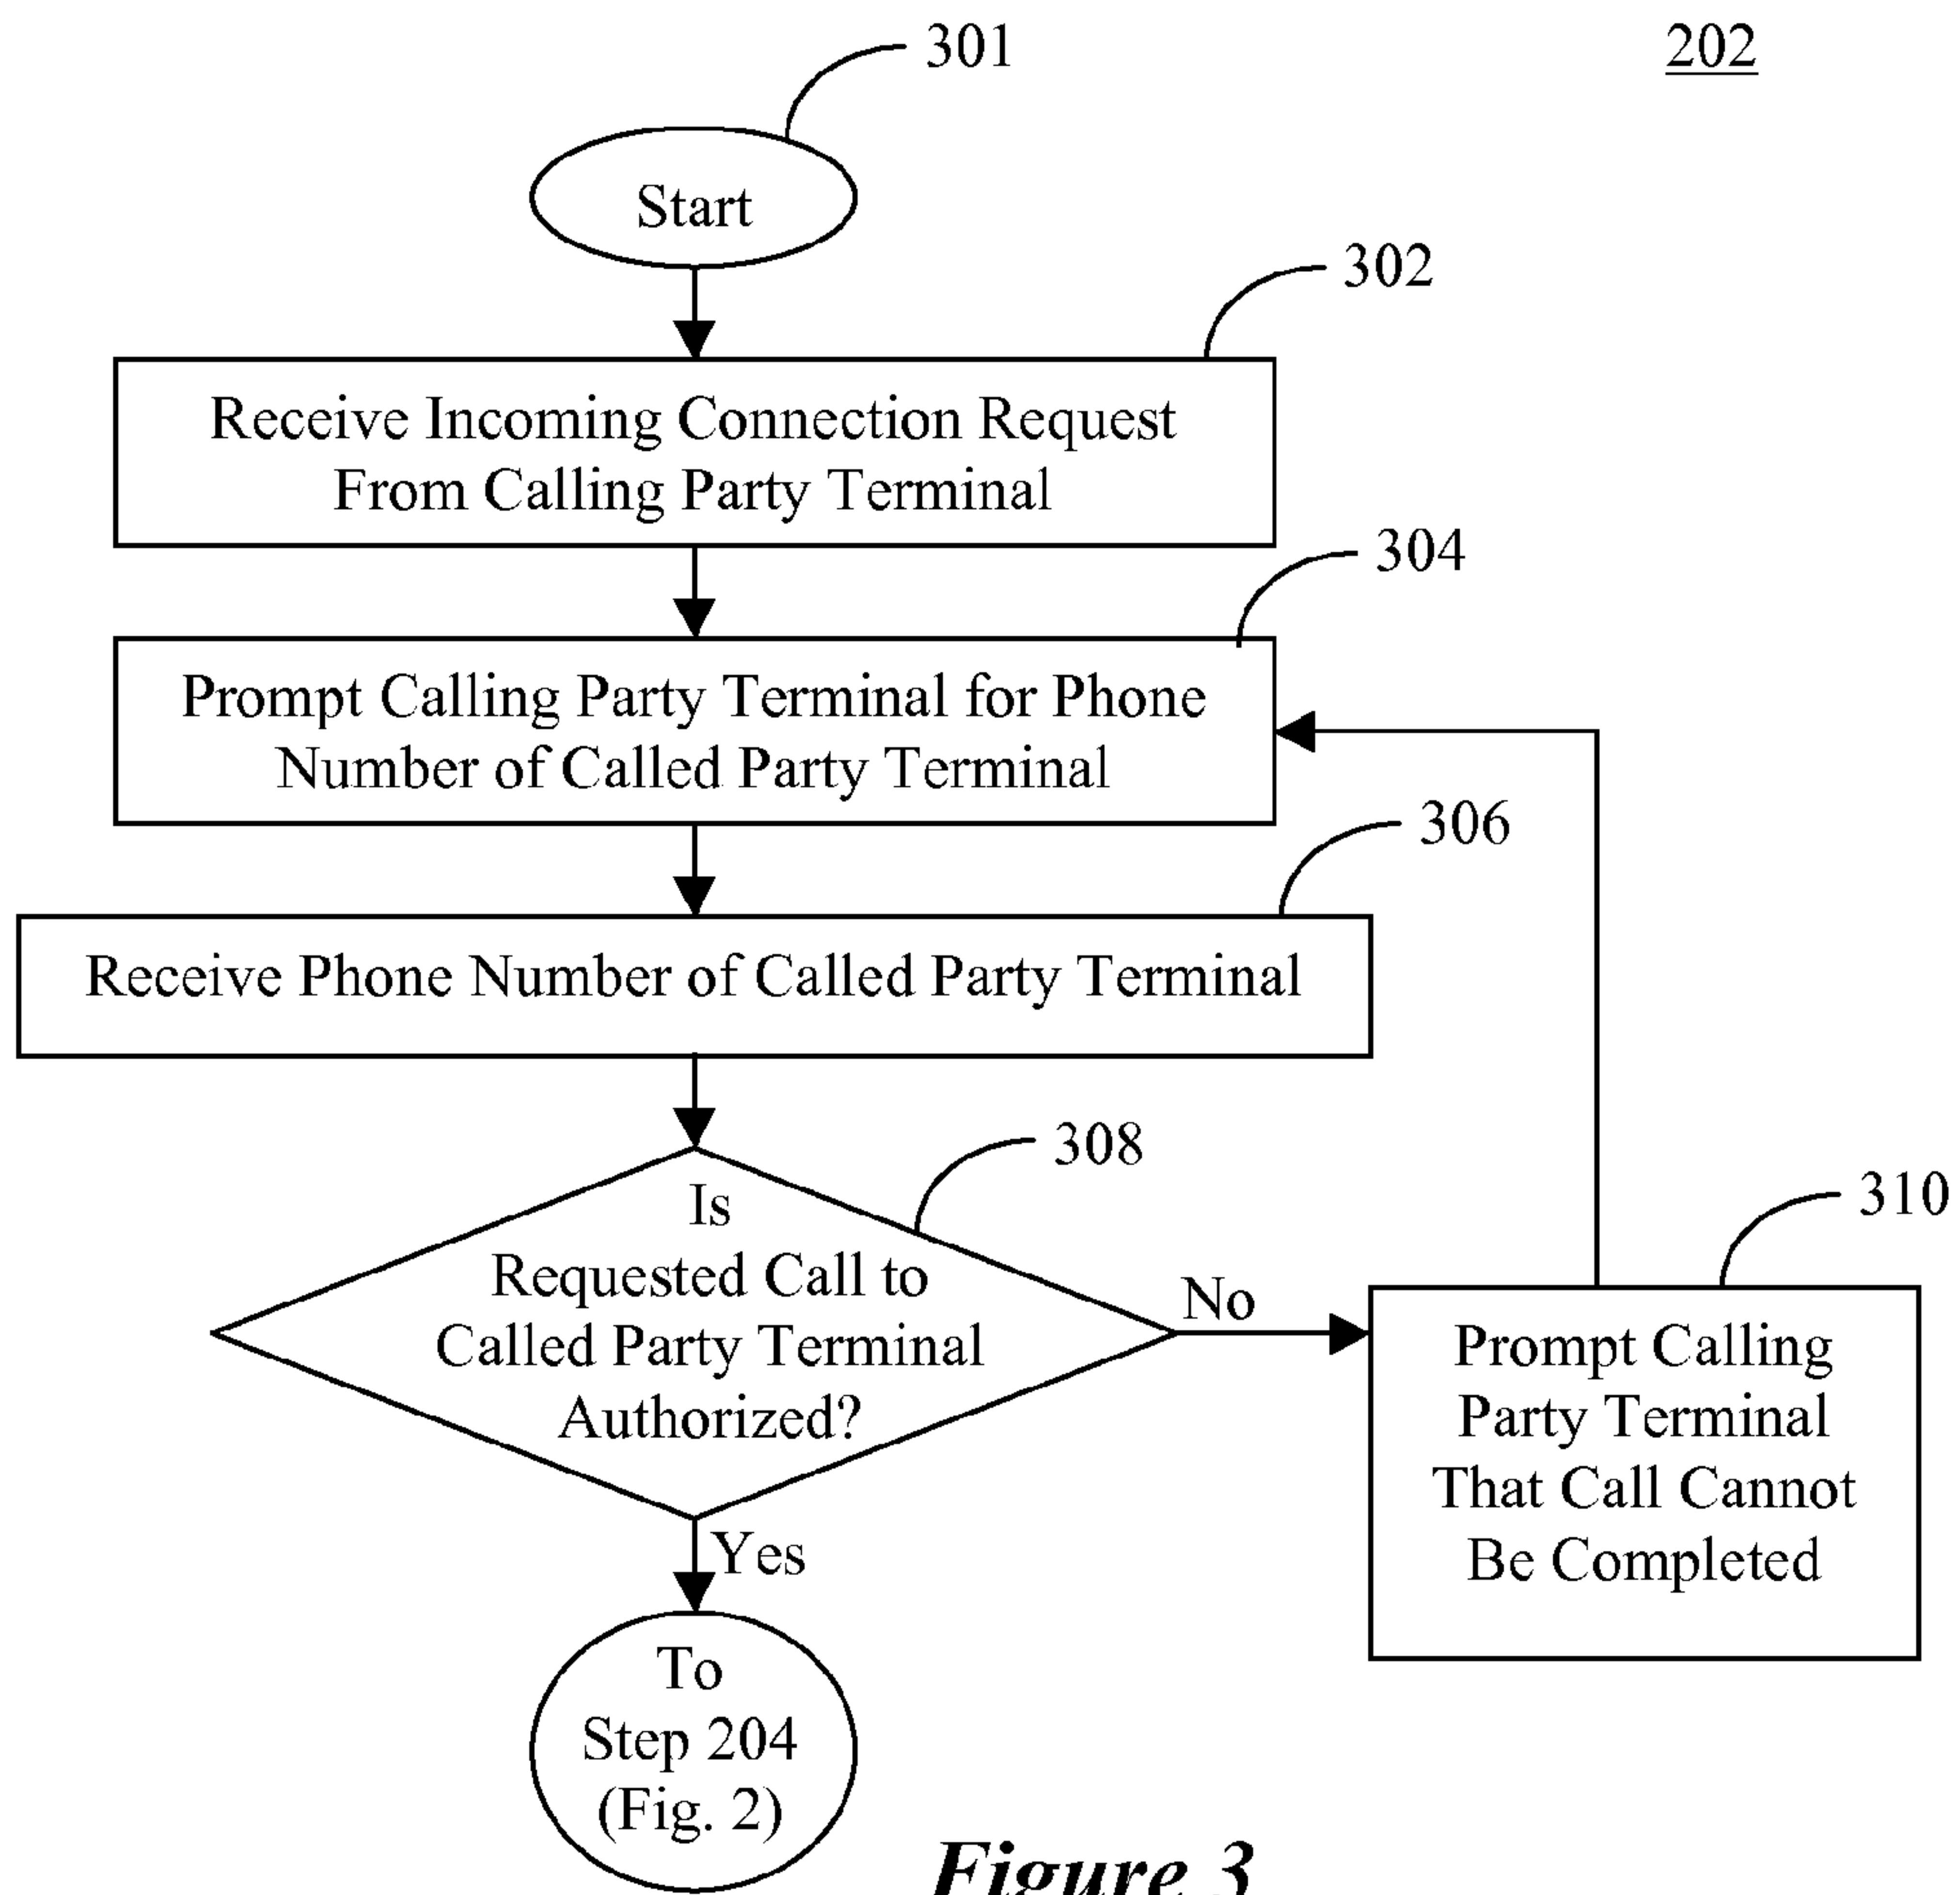 301
202
Start
302
Receive Incoming Connection Request
From Calling Party Terminal
304
Prompt Calling Party Terminal for Phone
Number of Called Party Terminal
306
Receive Phone Number of Called Party Terminal
308
Is
Requested Call to
Called Party Terminal
Authorized?
No
310
Prompt Calling
Party Terminal
That Call Cannot
Be Completed
Yes
To
Step 204
(Fig. 2)
Figure 3